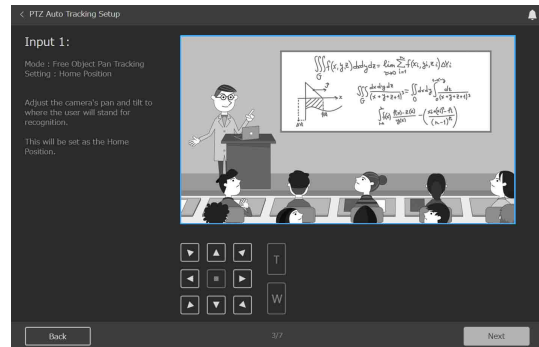 PTZ Auto Tracking Setup
Input 1:
Mode : Free Object Pan Tracking
Setting : Home Position
Adjust the camera's pan and tilt to
where the user will stand for
recognition.
This will be set as the Home
Position.
T
W
Back
3/7
Next